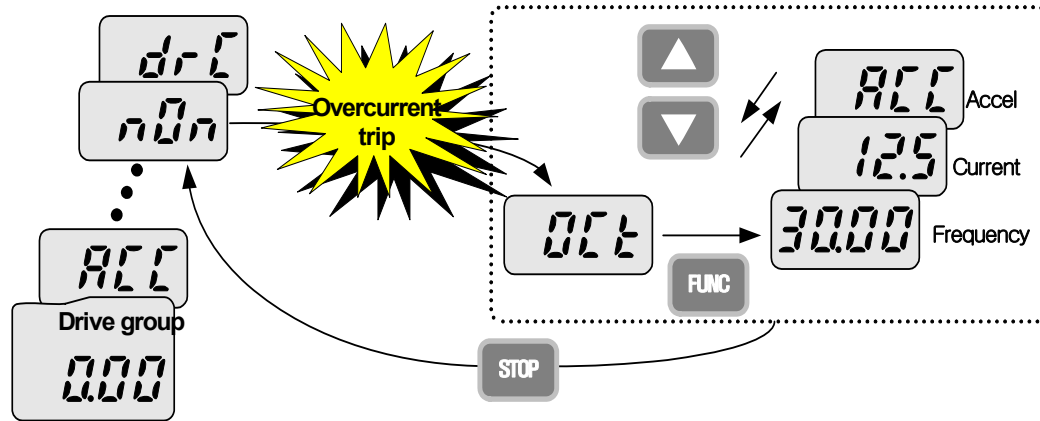 drC
nOn
ACC
Drive group
0.00
Overcurrent
trip
OCt
FUNC
ACC
Accel
12.5
Current
30.00
Frequency
STOP